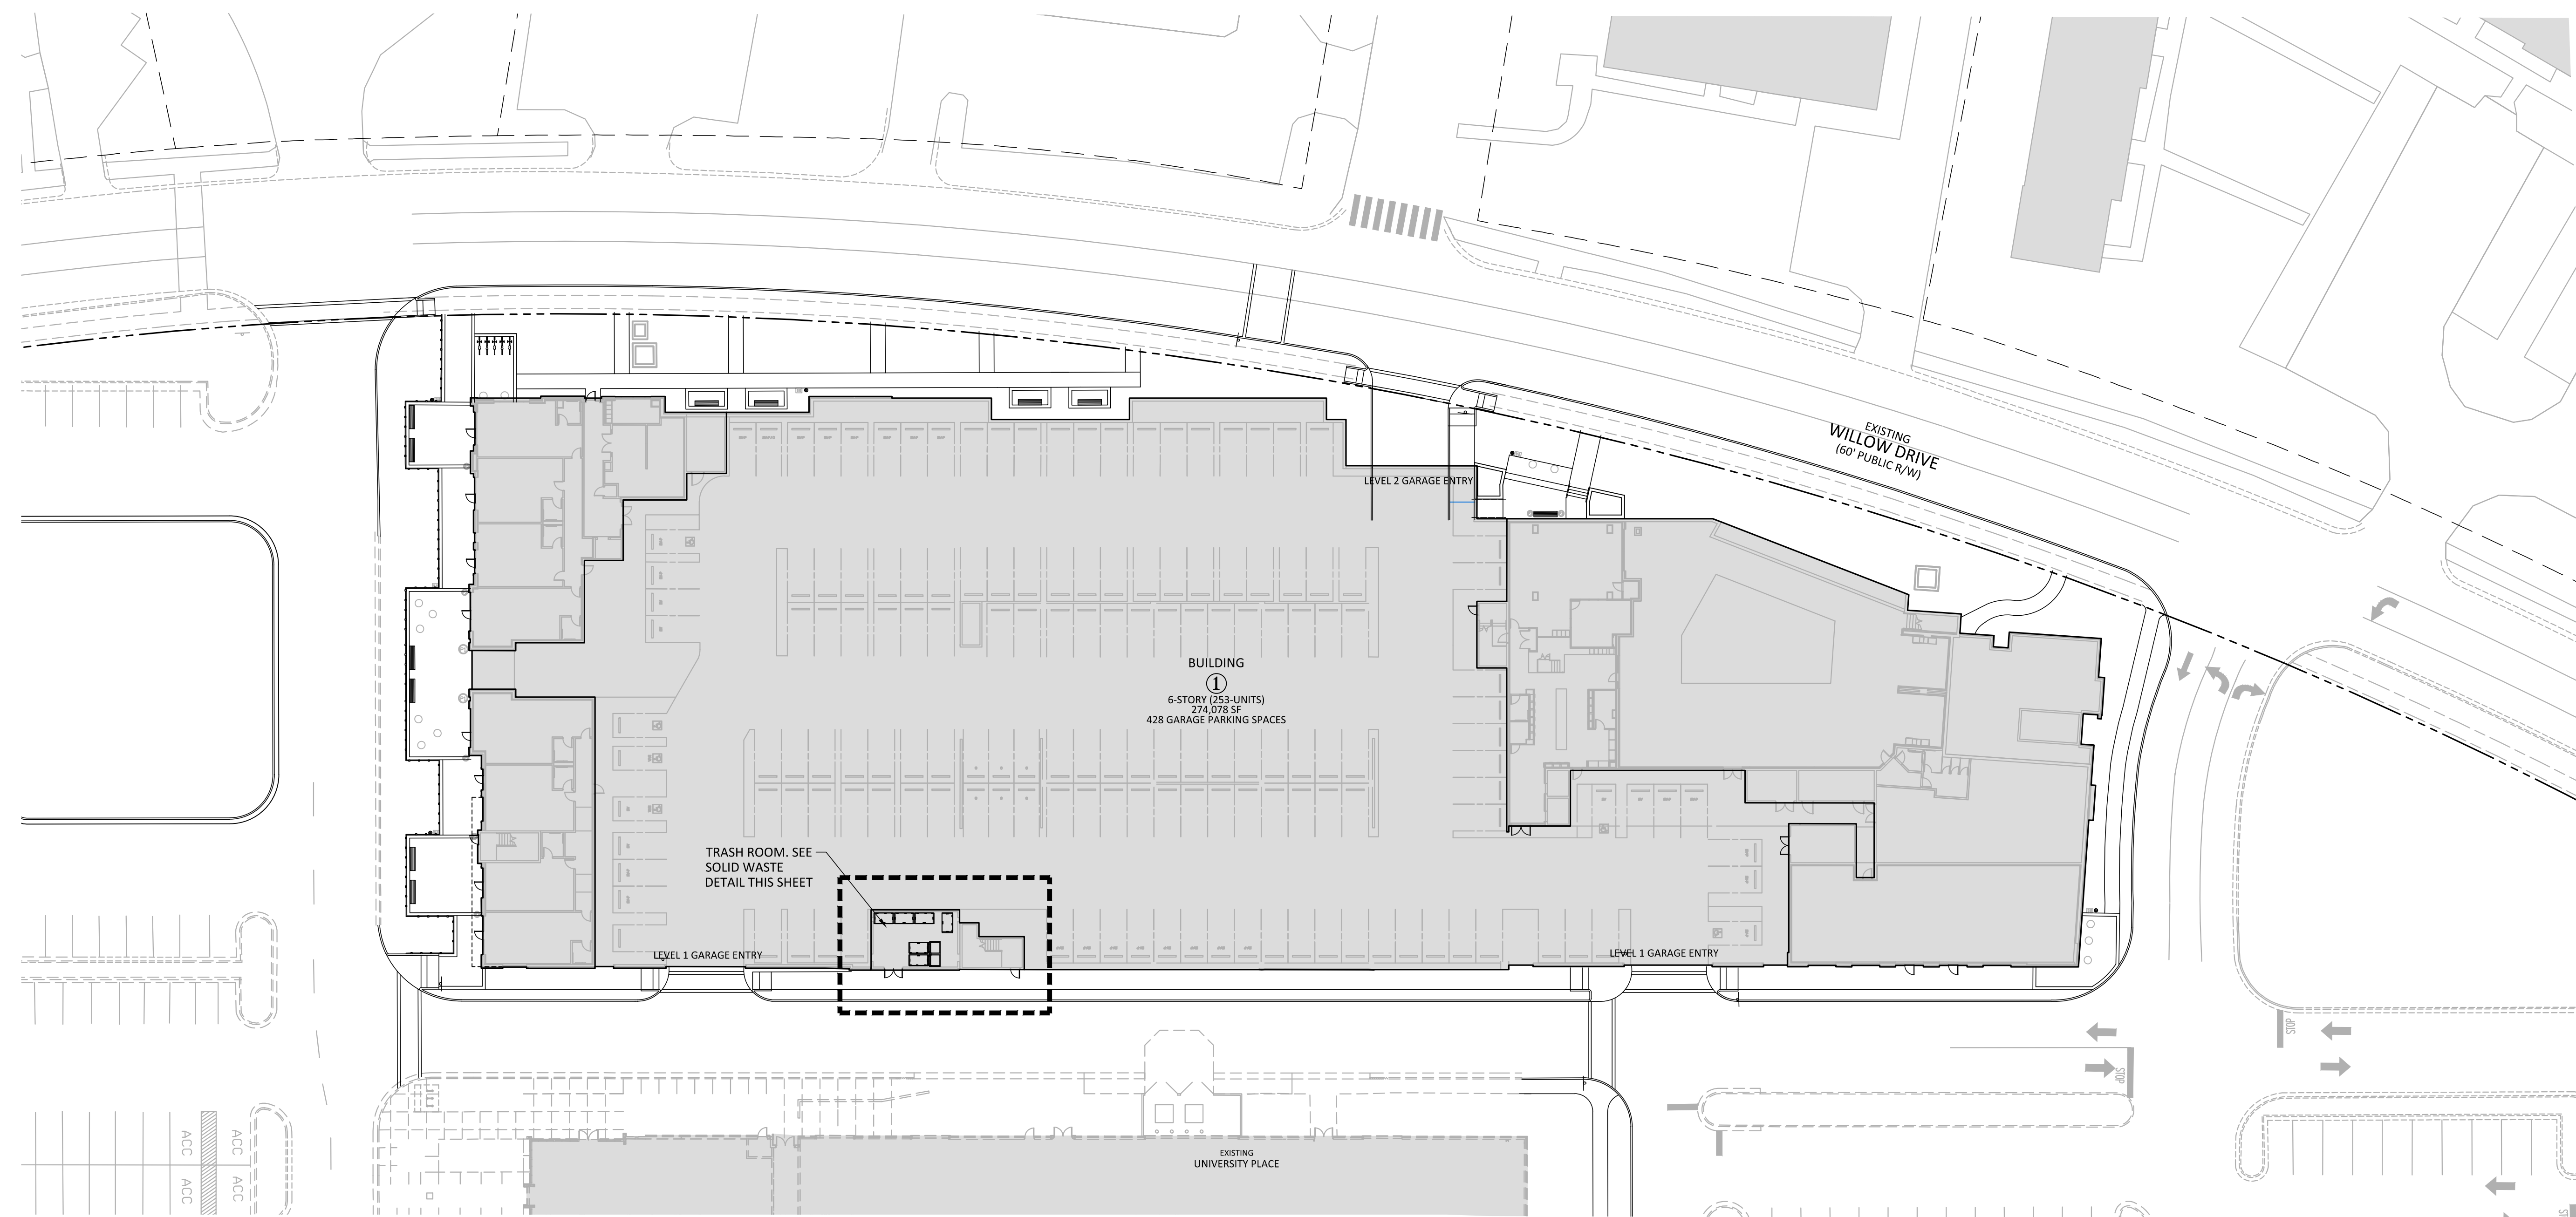 EXISTING
WILLOW DRIVE
(60' PUBLIC R/W)
LEVEL 2 GARAGE ENTRY
BUILDING
1
6-STORY (253-UNITS)
274,078 SF
428 GARAGE PARKING SPACES
TRASH ROOM. SEE
SOLID WASTE
DETAIL THIS SHEET
LEVEL 1 GARAGE ENTRY
LEVEL 1 GARAGE ENTRY
STOP
STOP
ACC
ACC
ACC
ACC
EXISTING
UNIVERSITY PLACE